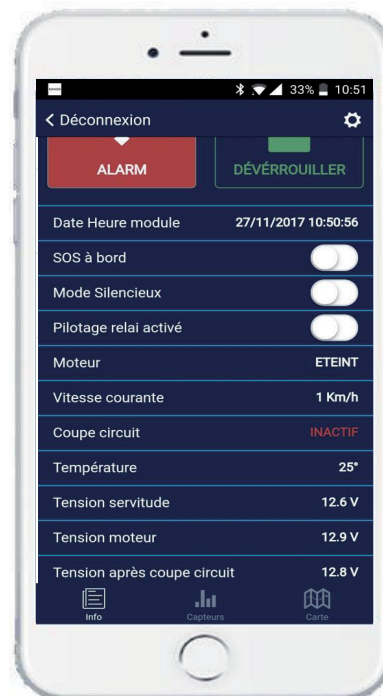 33% 10:51
Déconnexion
ALARM DÉVÉRROUILLER
Date Heure module 27/11/2017 10:50:56
SOS à bord
Mode Silencieux
Pilotage relai activé
Moteur ETEINT
Vitesse courante 1 Km/h
Coupe circuit INACTIF
Température 25°
Tension servitude 12.6 V
Tension moteur 12.9 V
Tension après coupe circuit 12.8 V
Info Capteurs Carte